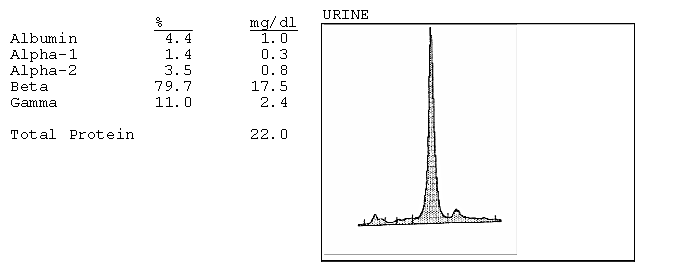 URINE
% mg/dl
Albumin 4.4 1.0
Alpha-1 1.4 0.3
Alpha-2 3.5 0.8
Beta 79.7 17.5
Gamma 11.0 2.4
Total Protein 22.0